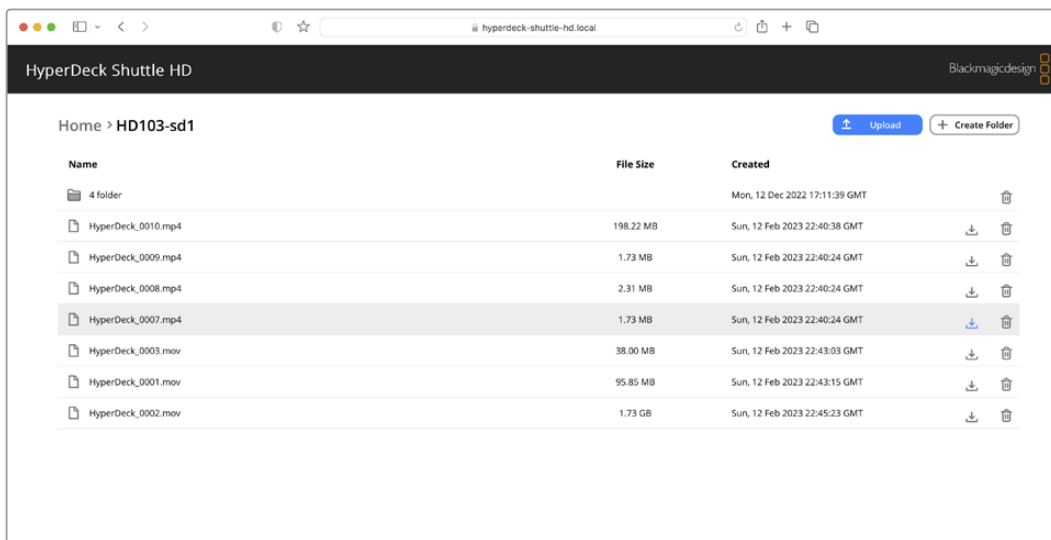 hyperdeck-shuttle-hd.local
HyperDeck Shuttle HD Blackmagicdesign
Home > HD103-sd1 Upload + Create Folder
Name File Size Created
4 folder Mon, 12 Dec 2022 17:11:39 GMT
HyperDeck_0010.mp4 198.22 MB Sun, 12 Feb 2023 22:40:38 GMT
HyperDeck_0009.mp4 1.73 MB Sun, 12 Feb 2023 22:40:24 GMT
HyperDeck_0008.mp4 2.31 MB Sun, 12 Feb 2023 22:40:24 GMT
HyperDeck_0007.mp4 1.73 MB Sun, 12 Feb 2023 22:40:24 GMT
HyperDeck_0003.mov 38.00 MB Sun, 12 Feb 2023 22:43:03 GMT
HyperDeck_0001.mov 95.85 MB Sun, 12 Feb 2023 22:43:15 GMT
HyperDeck_0002.mov 1.73 GB Sun, 12 Feb 2023 22:45:23 GMT